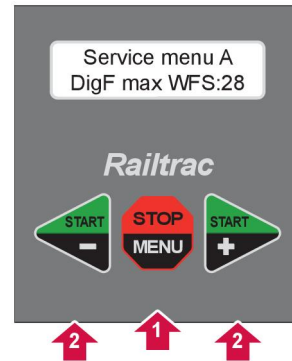 Service menu A
DigF max WFS:28
Railtrac
START
-
STOP
MENU
START
+
2
1
2